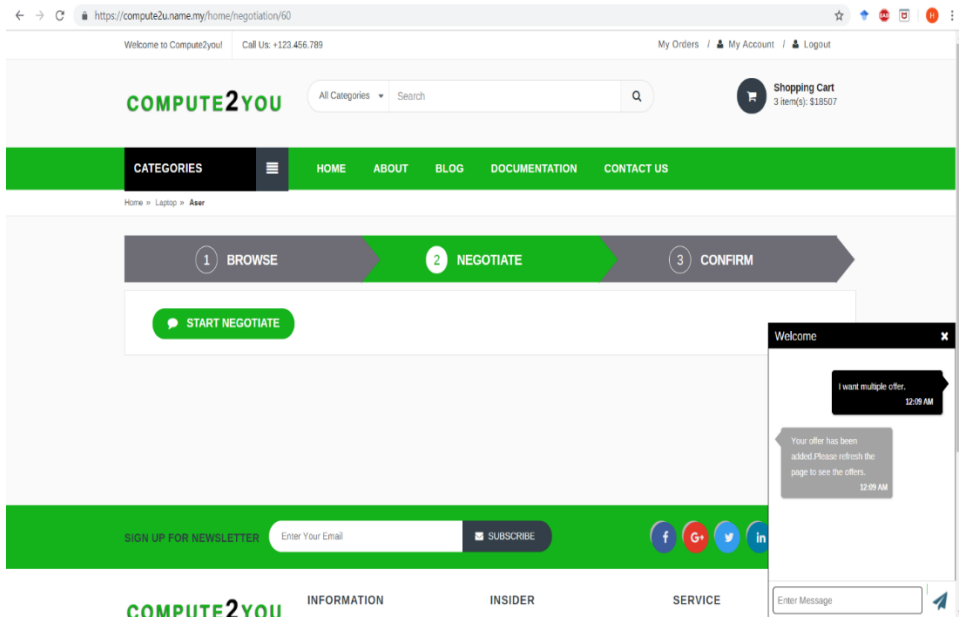 https://compute2u.name.my/home/negotiation/60
H
Welcome to Compute2you! Call Us: +123.456.789 My Orders / My Account / Logout
COMPUTE2YOU All Categories Search Shopping Cart
3 item(s): $18507
CATEGORIES HOME ABOUT BLOG DOCUMENTATION CONTACT US
Home » Laptop » Aser
1 BROWSE 2 NEGOTIATE 3 CONFIRM
START NEGOTIATE
Welcome x
I want multiple offer.
12:09 AM
Your offer has been
added.Please refresh the
page to see the offers.
12:09 AM
SIGN UP FOR NEWSLETTER Enter Your Email SUBSCRIBE f G+ in
COMPUTE2YOU INFORMATION INSIDER SERVICE
Enter Message